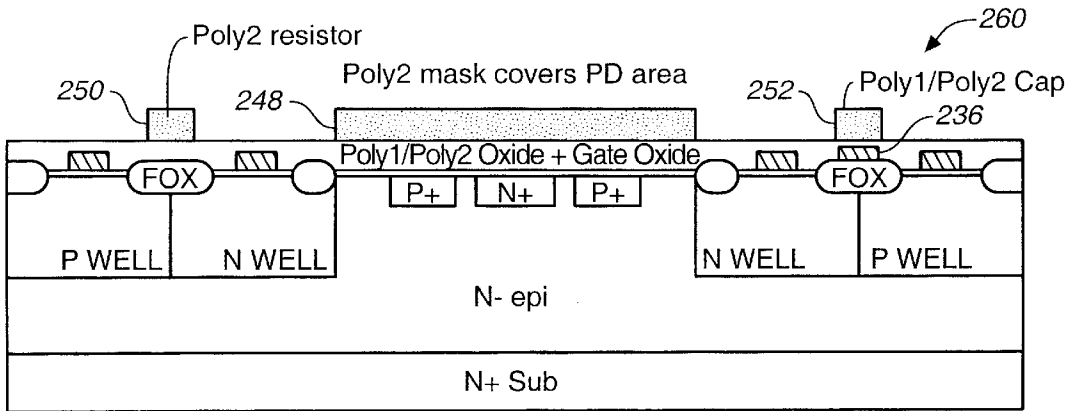 260
Poly2 resistor
Poly2 mask covers PD area
Poly1/Poly2 Cap
250
248
252
236
Poly1/Poly2 Oxide + Gate Oxide
FOX
FOX
P+
N+
P+
P WELL
N WELL
N WELL
P WELL
N- epi
N+ Sub